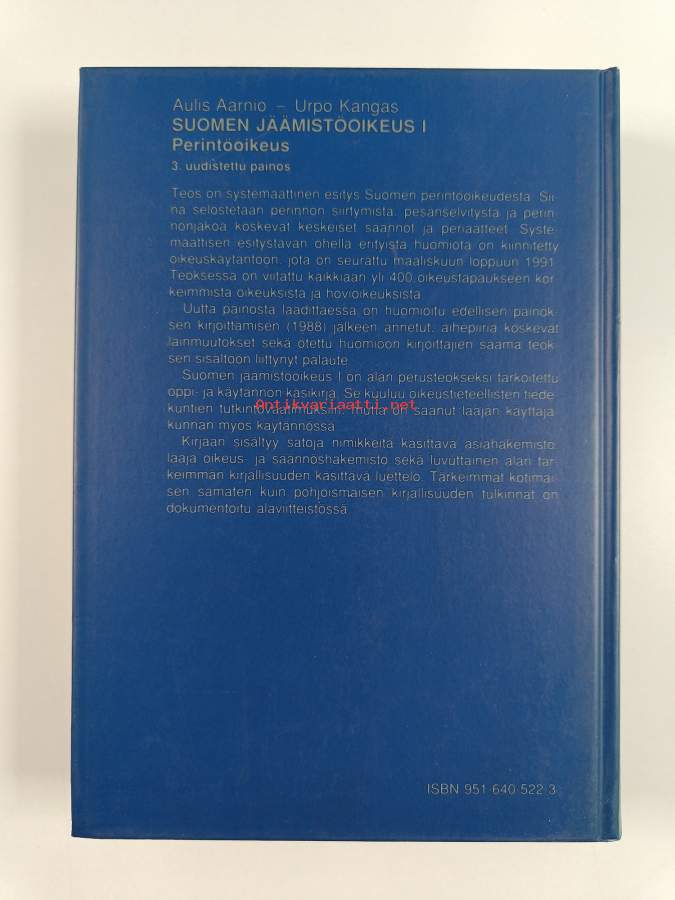 Aulis Aarnio – Urpo Kangas
SUOMEN JÄÄMISTÖOIKEUS I
Perintöoikeus
3. uudistettu painos
Teos on systemaattinen esitys Suomen perintöoikeudesta. Sii-
nä selostetaan perinnön siirtymistä, pesänselvitystä ja perin-
nönjakoa koskevat keskeiset säännöt ja periaatteet. Syste-
maattisen esitystavan ohella erityistä huomiota on kiinnitetty
oikeuskäytäntöön, jota on seurattu maaliskuun loppuun 1991.
Teoksessa on viitattu kaikkiaan yli 400 oikeustapaukseen kor-
keimmista oikeuksista ja hovioikeuksista.
Uutta painosta laadittaessa on huomioitu edellisen painok-
sen kirjoittamisen (1988) jälkeen annetut, aihepiiriä koskevat
lainmuutokset sekä otettu huomioon kirjoittajien saama teok-
sen sisältöön liittynyt palaute.
Suomen jäämistöoikeus I on alan perusteokseksi tarkoitettu
oppi- ja käytännön käsikirja. Se kuuluu oikeustieteellisten tiede-
Antikvariaatti.net
kuntien tutkintovaatimuksiin, mutta on saanut laajan käyttäjä-
kunnan myös käytännössä.
Kirjaan sisältyy satoja nimikkeitä käsittävä asiahakemisto,
laaja oikeus- ja säännöshakemisto sekä luvuttainen alan tär-
keimmän kirjallisuuden käsittävä luettelo. Tärkeimmät kotimai-
sen samaten kuin pohjoismaisen kirjallisuuden tulkinnat on
dokumentoitu alaviitteistössä.
ISBN 951-640-522-3